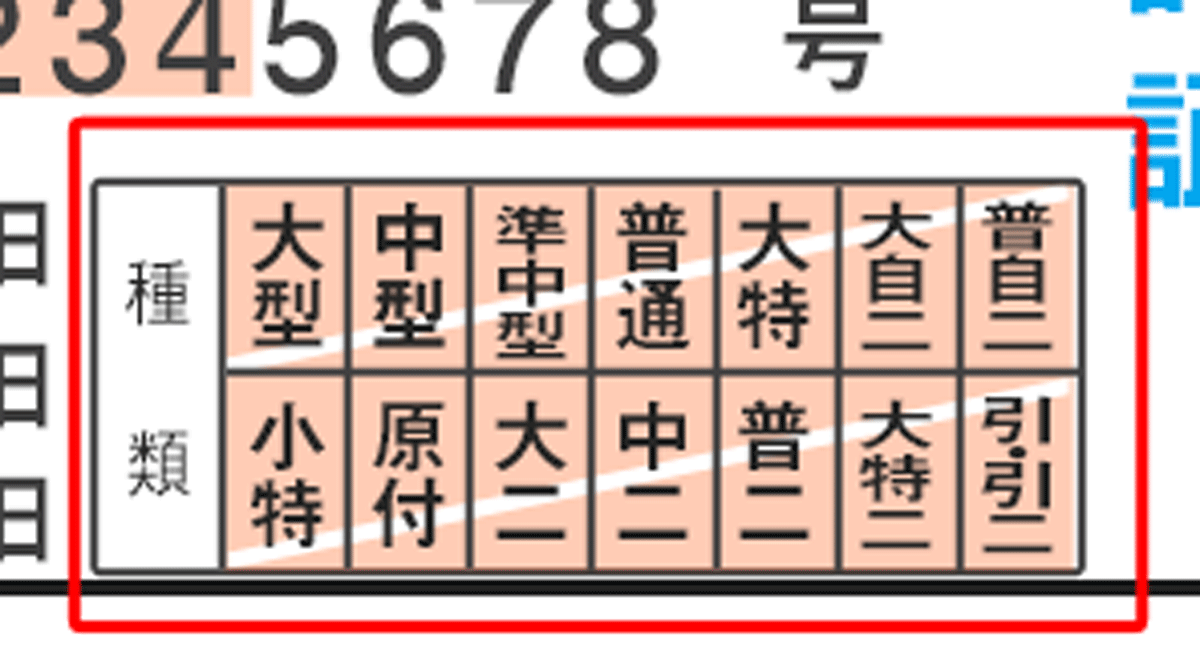 2345678 号
日
日
日
種類
大型 中型 準中型 普通 大特 大自二 普自二
小特 原付 大二 中二 普二 大特二 引・引二